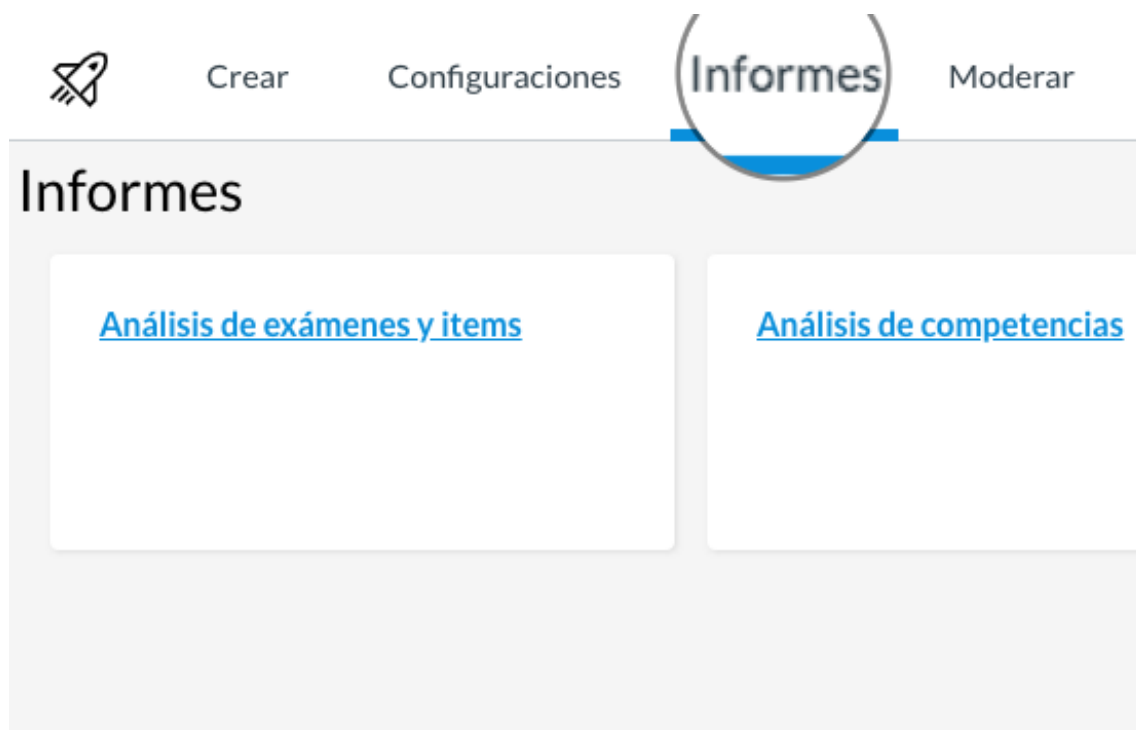 Crear Configuraciones Informes Moderar
Informes
Análisis de exámenes y items Análisis de competencias